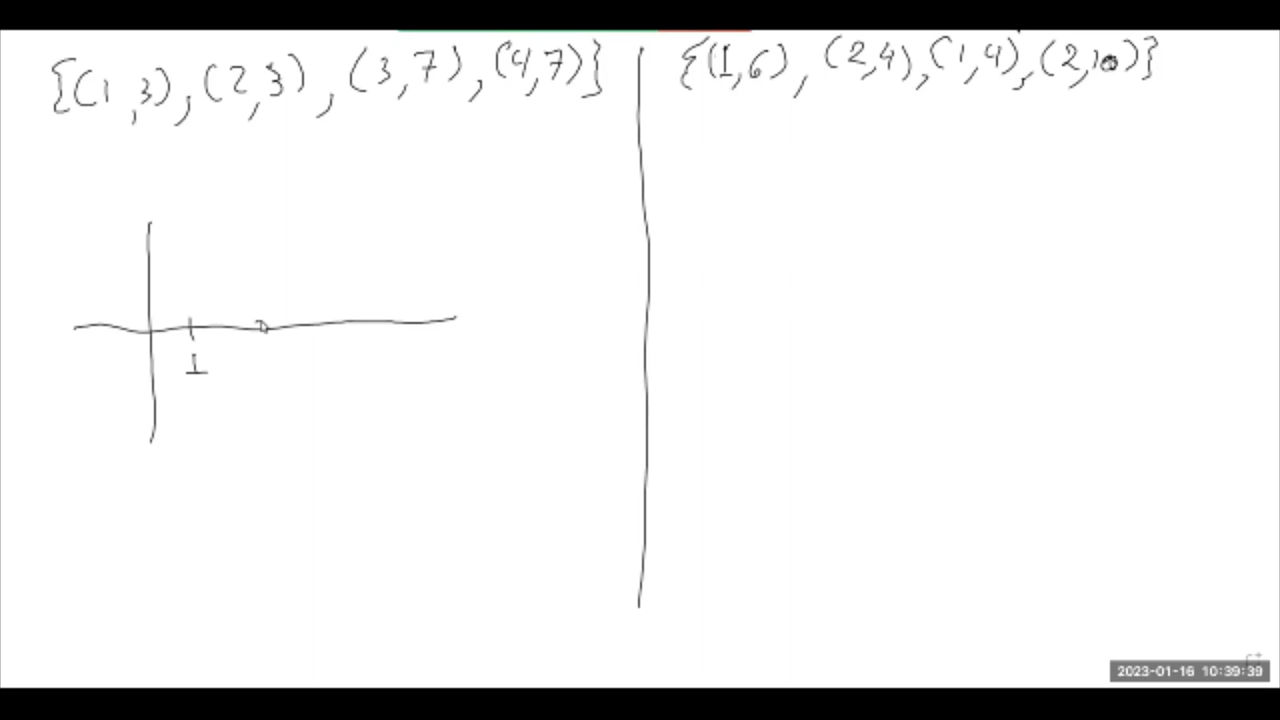 {(1,3), (2,3), (3,7), (4,7)}
{(1,6), (2,4), (1,4), (2,10)}
1
2023-01-16 10:39:39